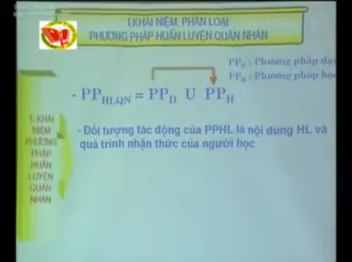 I.KHÁI NIỆM, PHÂN LOẠI
PHƯƠNG PHÁP HUẤN LUYỆN QUÂN NHÂN
PP_D : Phương pháp dạy
PP_H : Phương pháp học
- PP_HLQN = PP_D U PP_H
1. KHÁI
NIỆM
PHƯƠNG
PHÁP
HUẤN
LUYỆN
QUÂN
NHÂN
- Đối tượng tác động của PPHL là nội dung HL và
quá trình nhận thức của người học